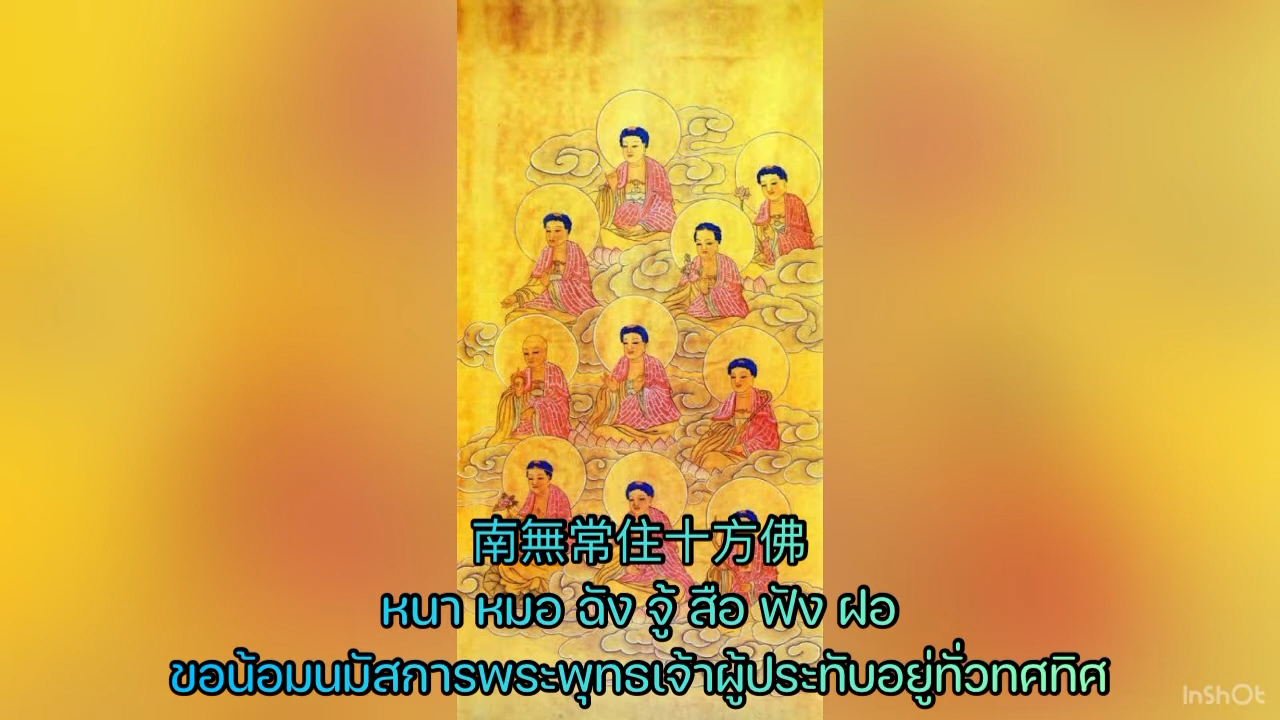 南無常住十方佛
หนา หมอ ฉัง จู้ สือ ฟัง ฝอ
ขอน้อมนมัสการพระพุทธเจ้าผู้ประทับอยู่ทั่วทศทิศ
InShOt